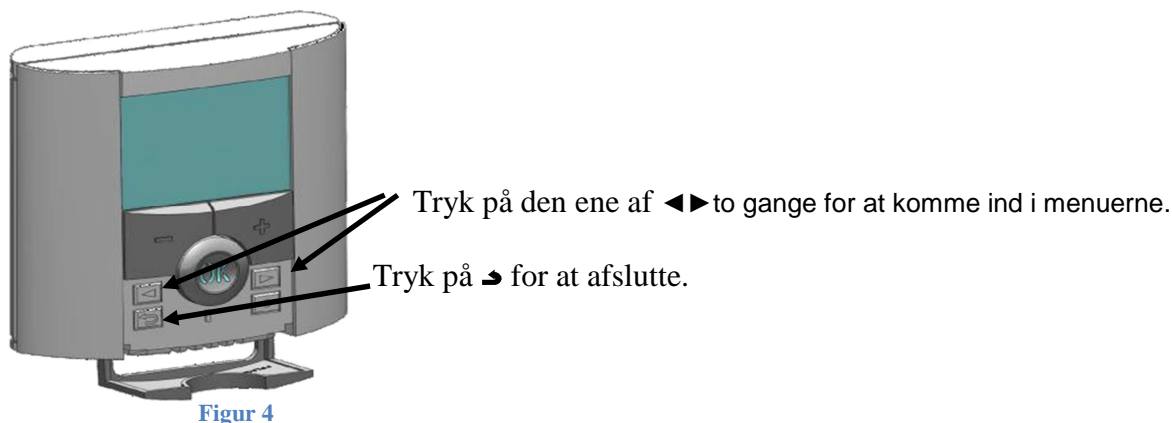 Tryk på den ene af ◄►to gange for at komme ind i menuerne.
- + OK
Tryk på ⮌ for at afslutte.
Figur 4